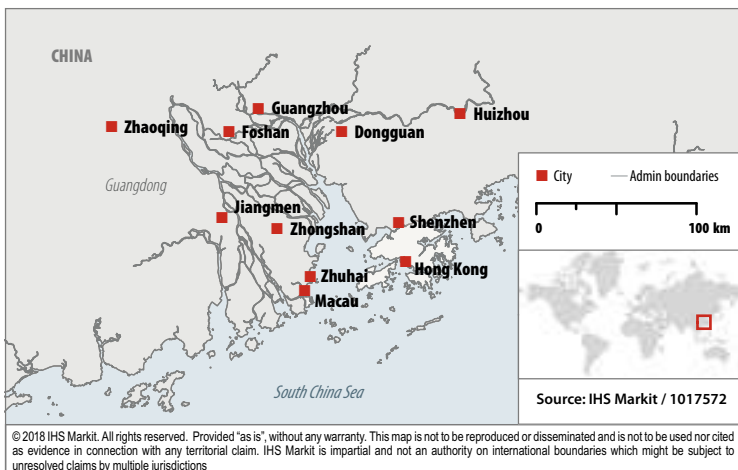 CHINA
Guangzhou
Huizhou
Zhaoqing
Foshan
Dongguan
Guangdong
Jiangmen
Zhongshan
Shenzhen
Hong Kong
Zhuhai
Macau
South China Sea
City
Admin boundaries
0
100 km
Source: IHS Markit / 1017572
© 2018 IHS Markit. All rights reserved. Provided "as is", without any warranty. This map is not to be reproduced or disseminated and is not to be used nor cited
as evidence in connection with any territorial claim. IHS Markit is impartial and not an authority on international boundaries which might be subject to
unresolved claims by multiple jurisdictions